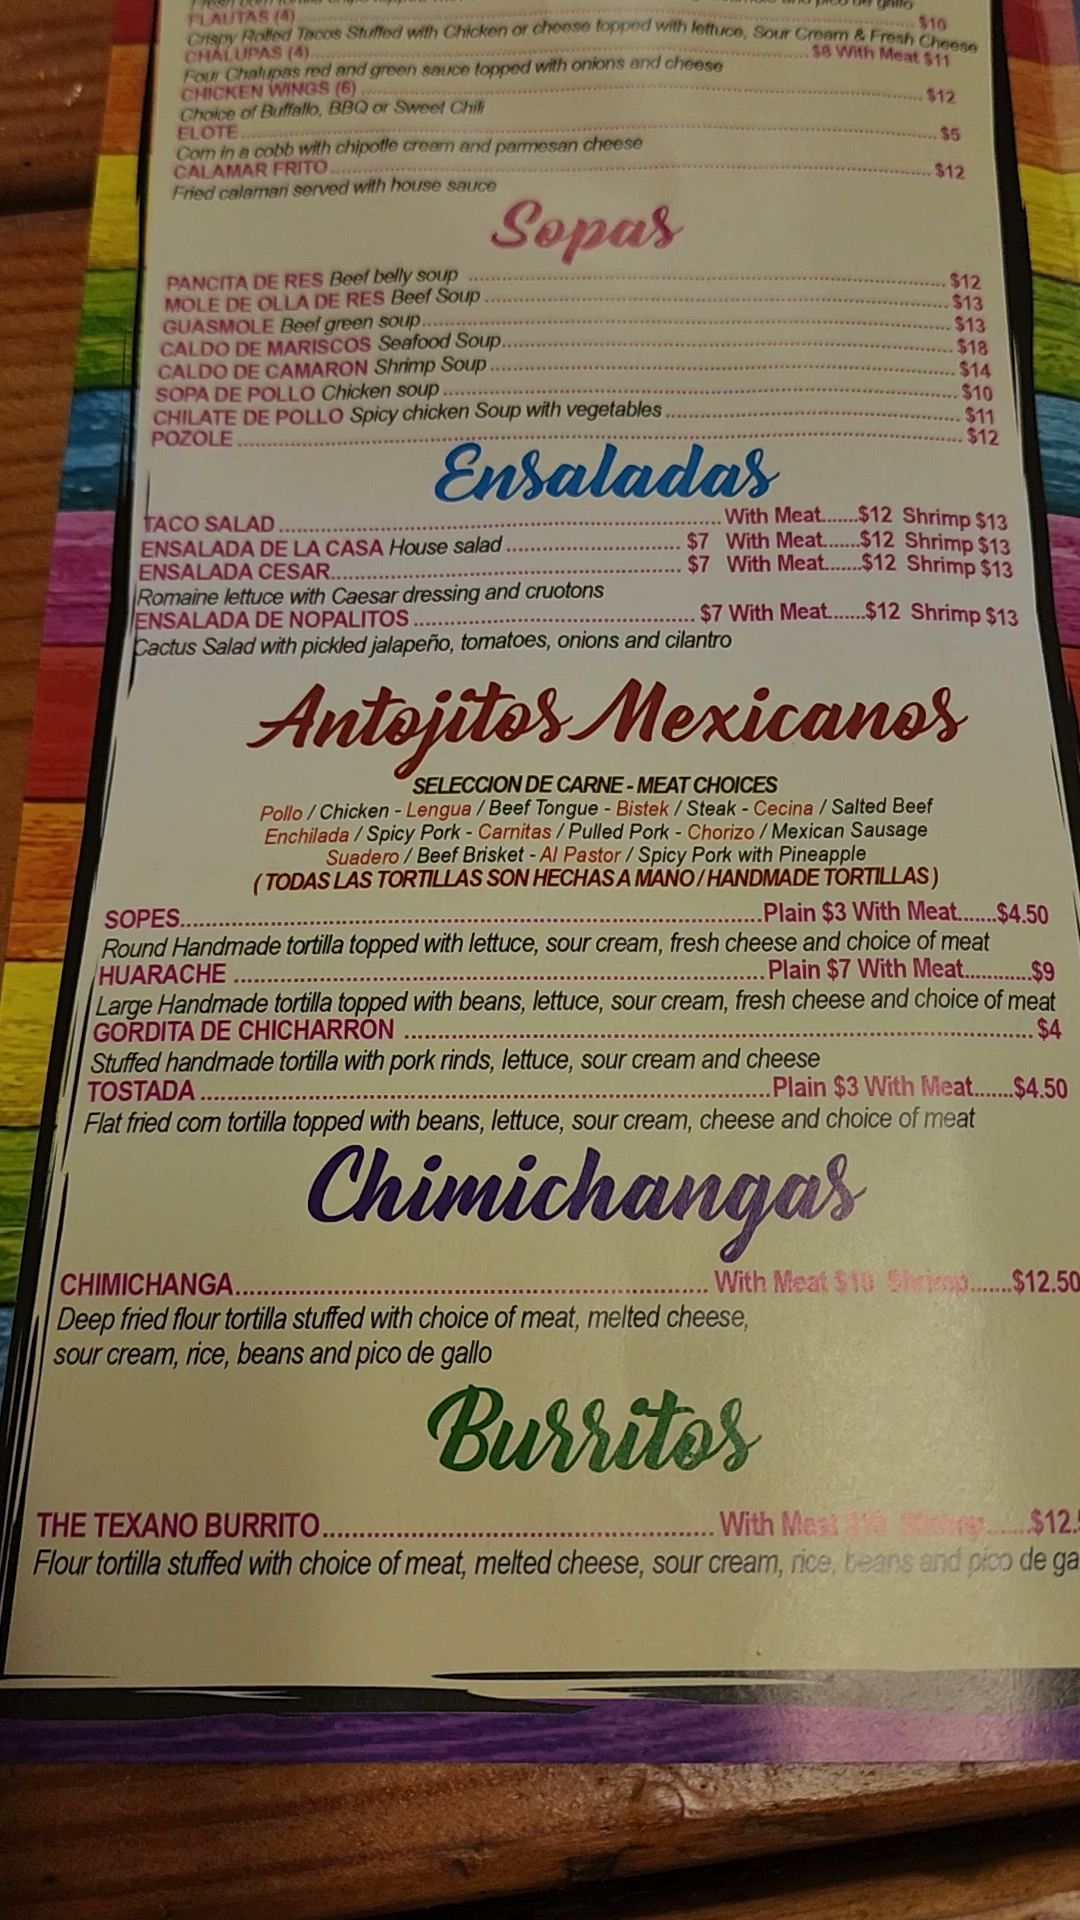 pico de gallo
FLAUTAS (4) $10
Crispy Rolled Tacos Stuffed with Chicken or cheese topped with lettuce, Sour Cream & Fresh Cheese
CHALUPAS (4) $8 With Meat $11
Four Chalupas red and green sauce topped with onions and cheese
CHICKEN WINGS (6) $12
Choice of Buffallo, BBQ or Sweet Chili
ELOTE $5
Corn in a cobb with chipotle cream and parmesan cheese
CALAMAR FRITO $12
Fried calamari served with house sauce
Sopas
PANCITA DE RES Beef belly soup $12
MOLE DE OLLA DE RES Beef Soup $13
GUASMOLE Beef green soup $13
CALDO DE MARISCOS Seafood Soup $18
CALDO DE CAMARON Shrimp Soup $14
SOPA DE POLLO Chicken soup $10
CHILATE DE POLLO Spicy chicken Soup with vegetables $11
POZOLE $12
Ensaladas
TACO SALAD With Meat $12 Shrimp $13
ENSALADA DE LA CASA House salad $7 With Meat $12 Shrimp $13
ENSALADA CESAR $7 With Meat $12 Shrimp $13
Romaine lettuce with Caesar dressing and cruotons
ENSALADA DE NOPALITOS $7 With Meat $12 Shrimp $13
Cactus Salad with pickled jalapeño, tomatoes, onions and cilantro
Antojitos Mexicanos
SELECCION DE CARNE - MEAT CHOICES
Pollo / Chicken - Lengua / Beef Tongue - Bistek / Steak - Cecina / Salted Beef
Enchilada / Spicy Pork - Carnitas / Pulled Pork - Chorizo / Mexican Sausage
Suadero / Beef Brisket - Al Pastor / Spicy Pork with Pineapple
(TODAS LAS TORTILLAS SON HECHAS A MANO / HANDMADE TORTILLAS)
SOPES Plain $3 With Meat $4.50
Round Handmade tortilla topped with lettuce, sour cream, fresh cheese and choice of meat
HUARACHE Plain $7 With Meat $9
Large Handmade tortilla topped with beans, lettuce, sour cream, fresh cheese and choice of meat
GORDITA DE CHICHARRON $4
Stuffed handmade tortilla with pork rinds, lettuce, sour cream and cheese
TOSTADA Plain $3 With Meat $4.50
Flat fried corn tortilla topped with beans, lettuce, sour cream, cheese and choice of meat
Chimichangas
CHIMICHANGA With Meat $10 Shrimp $12.50
Deep fried flour tortilla stuffed with choice of meat, melted cheese,
sour cream, rice, beans and pico de gallo
Burritos
THE TEXANO BURRITO With Meat $10 Shrimp $12.
Flour tortilla stuffed with choice of meat, melted cheese, sour cream, rice, beans and pico de ga